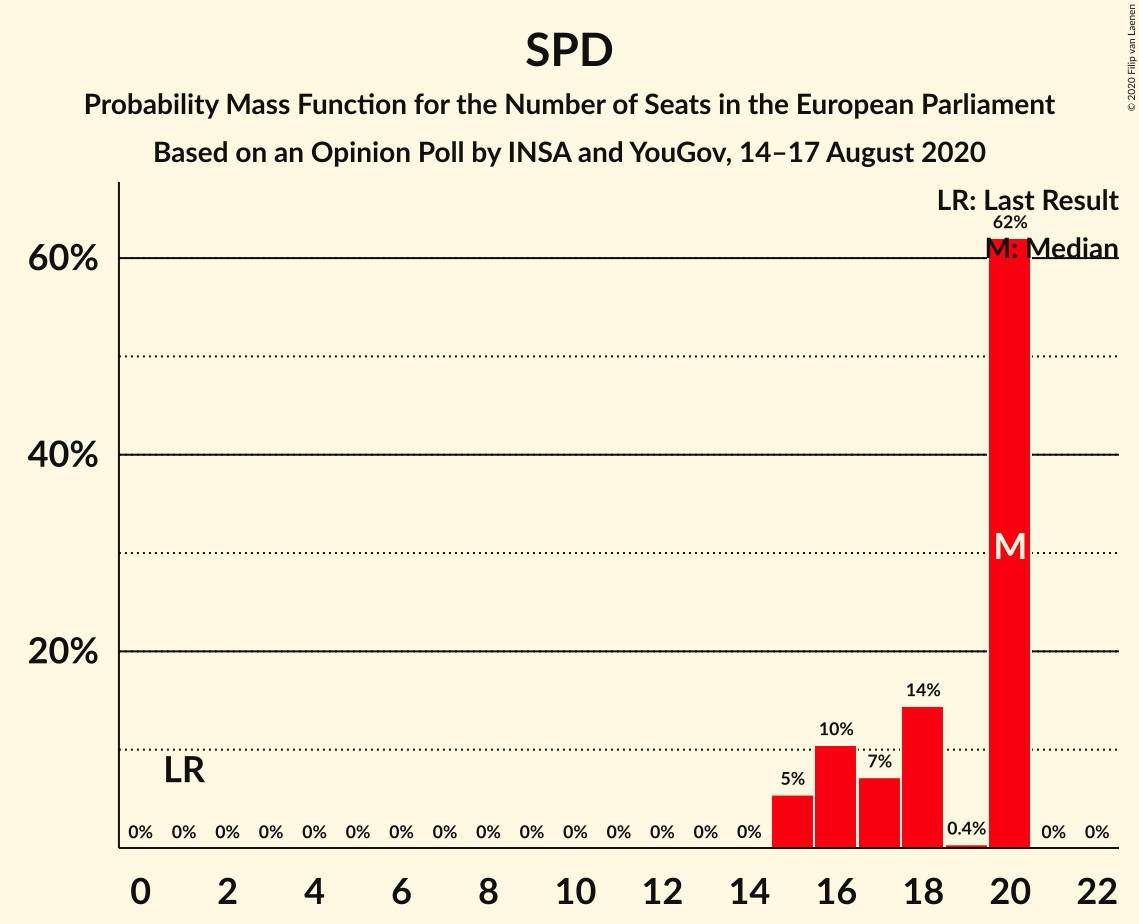 SPD
Probability Mass Function for the Number of Seats in the European Parliament
Based on an Opinion Poll by INSA and YouGov, 14–17 August 2020
© 2020 Filip van Laenen
LR: Last Result
62%
M: Median
60%
40%
M
20%
14%
10%
7%
LR
5%
0% 0% 0% 0% 0% 0% 0% 0% 0% 0% 0% 0% 0% 0% 0% 0.4% 0% 0%
0 2 4 6 8 10 12 14 16 18 20 22